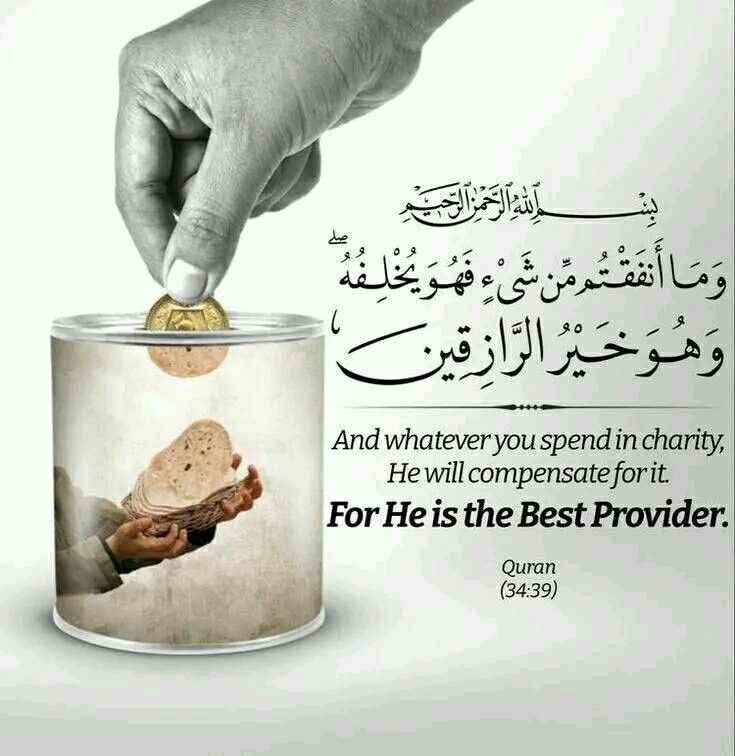 بِسْمِ اللَّهِ الرَّحْمَٰنِ الرَّحِيمِ
وَمَا أَنفَقْتُم مِّن شَيْءٍ فَهُوَ يُخْلِفُهُ ۖ
وَهُوَ خَيْرُ الرَّازِقِينَ
And whatever you spend in charity,
He will compensate for it.
For He is the Best Provider.
Quran
(34:39)